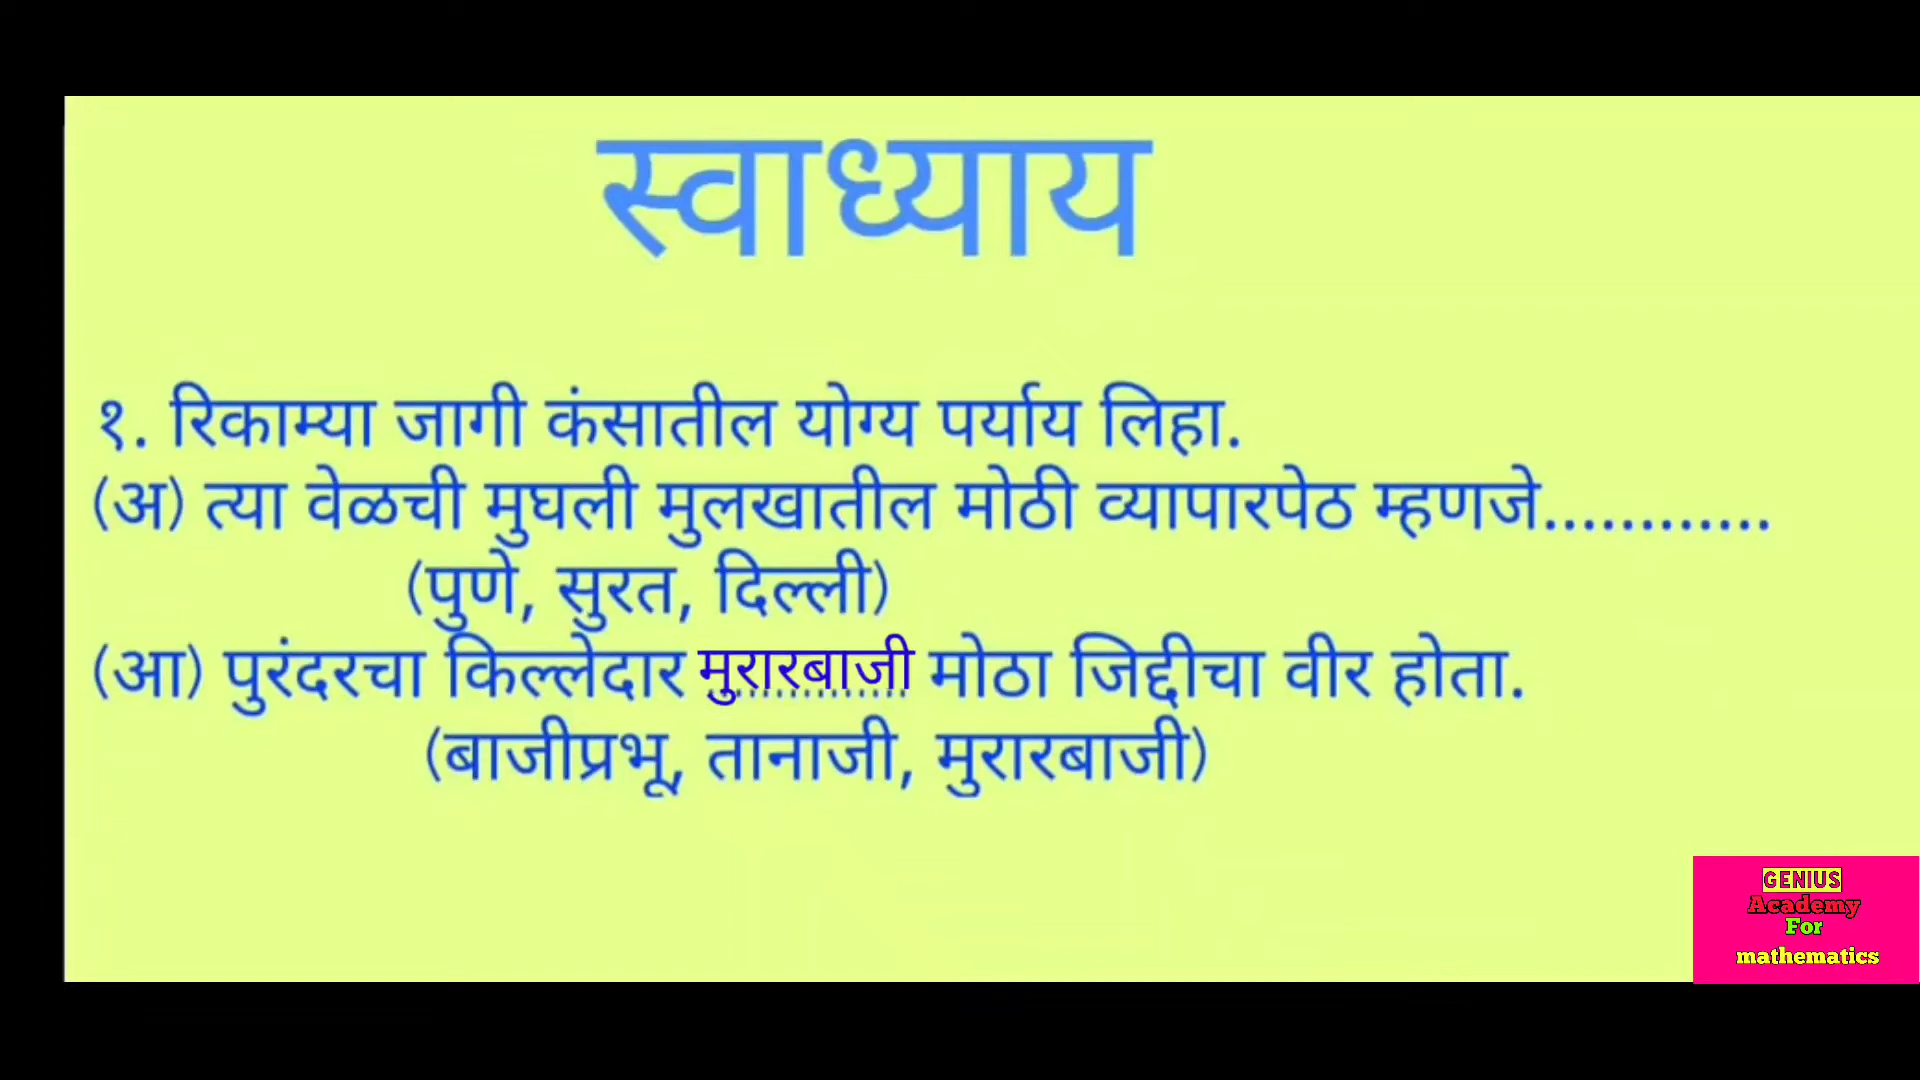 स्वाध्याय
१. रिकाम्या जागी कंसातील योग्य पर्याय लिहा.
(अ) त्या वेळची मुघली मुलखातील मोठी व्यापारपेठ म्हणजे............
(पुणे, सुरत, दिल्ली)
(आ) पुरंदरचा किल्लेदार मुरारबाजी मोठा जिद्दीचा वीर होता.
(बाजीप्रभू, तानाजी, मुरारबाजी)
GENIUS
Academy
For
mathematics